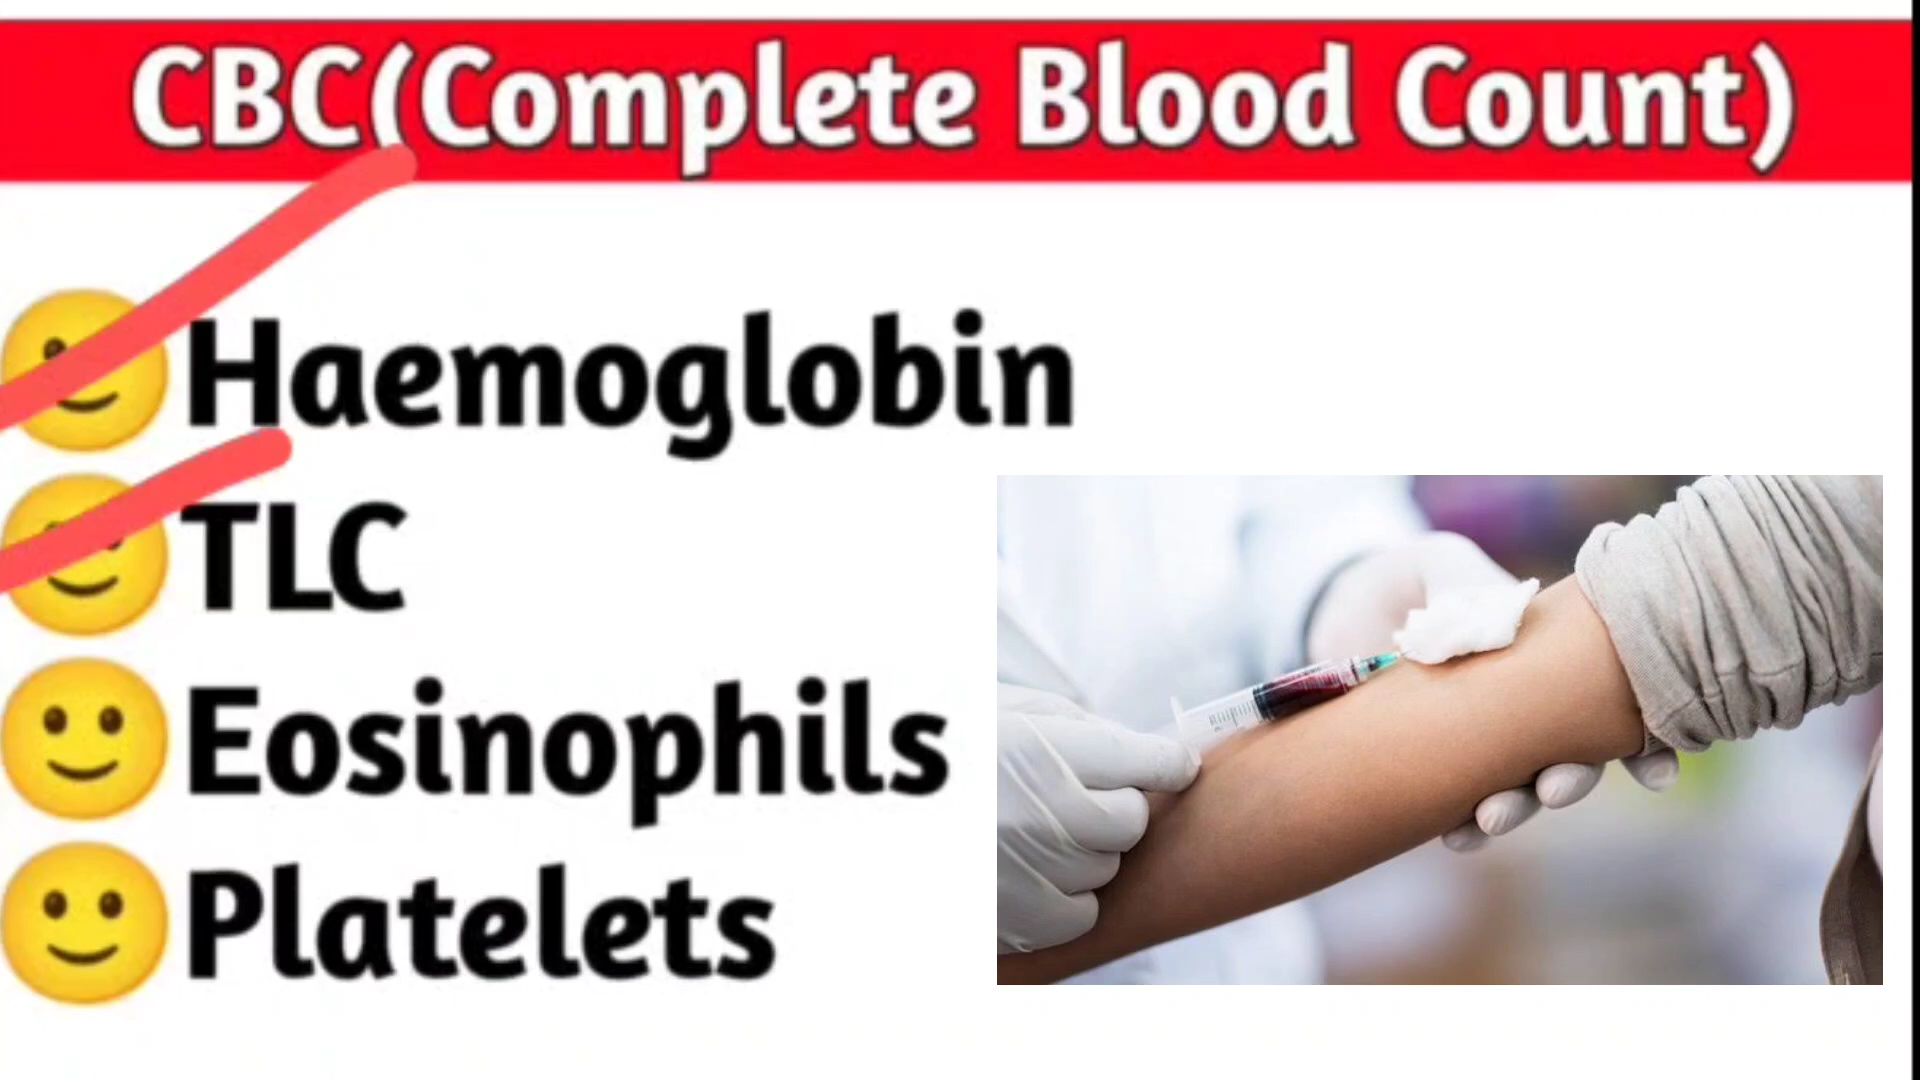 CBC(Complete Blood Count)
Haemoglobin
TLC
Eosinophils
Platelets